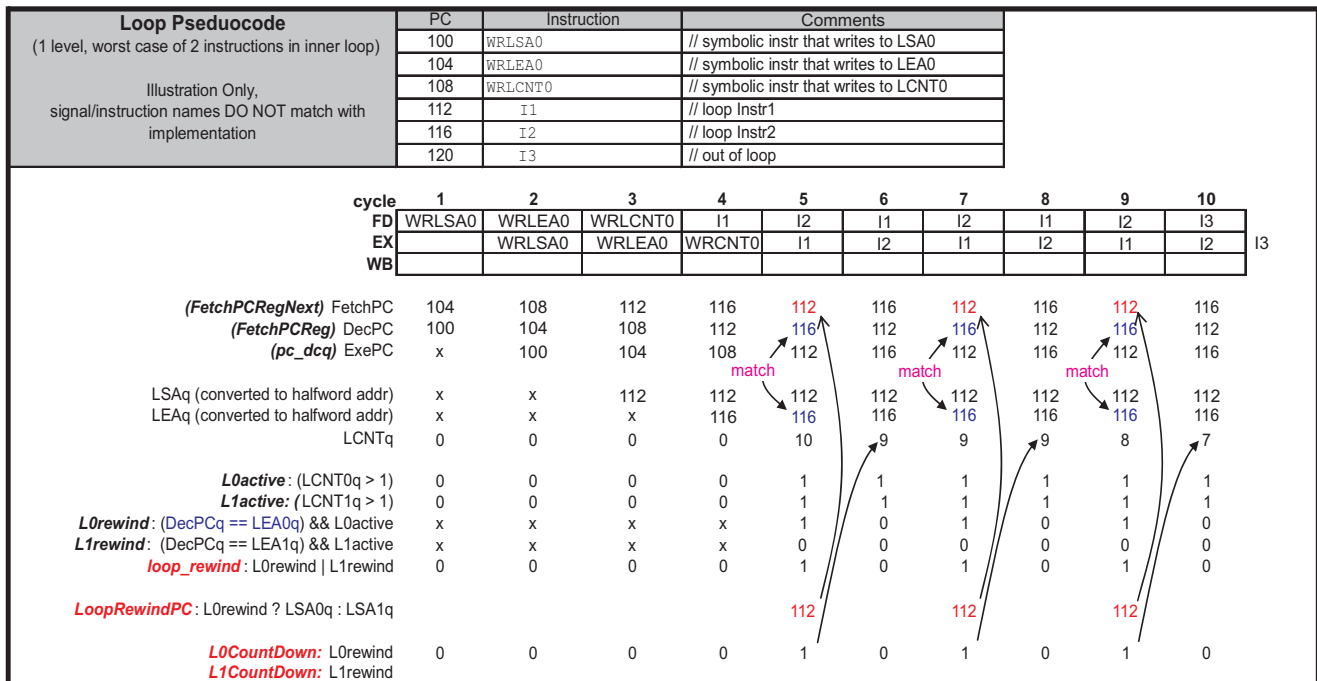 Loop Pseduocode
(1 level, worst case of 2 instructions in inner loop)
Illustration Only,
signal/instruction names DO NOT match with
implementation
PC Instruction Comments
100 WRLSA0 // symbolic instr that writes to LSA0
104 WRLEA0 // symbolic instr that writes to LEA0
108 WRLCNT0 // symbolic instr that writes to LCNT0
112 I1 // loop Instr1
116 I2 // loop Instr2
120 I3 // out of loop
cycle 1 2 3 4 5 6 7 8 9 10
FD WRLSA0 WRLEA0 WRLCNT0 I1 I2 I1 I2 I1 I2 I3
EX WRLSA0 WRLEA0 WRCNT0 I1 I2 I1 I2 I1 I2 I3
WB
(FetchPCRegNext) FetchPC 104 108 112 116 112 116 112 116 112 116
(FetchPCReg) DecPC 100 104 108 112 116 112 116 112 116 112
(pc_dcq) ExePC x 100 104 108 112 116 112 116 112 116
match match match
LSAq (converted to halfword addr) x x 112 112 112 112 112 112 112 112
LEAq (converted to halfword addr) x x x 116 116 116 116 116 116 116
LCNTq 0 0 0 0 10 9 9 9 8 7
L0active : (LCNT0q > 1) 0 0 0 0 1 1 1 1 1 1
L1active: (LCNT1q > 1) 0 0 0 0 1 1 1 1 1 1
L0rewind : (DecPCq == LEA0q) && L0active x x x x 1 0 1 0 1 0
L1rewind : (DecPCq == LEA1q) && L1active x x x x 0 0 0 0 0 0
loop_rewind : L0rewind | L1rewind 0 0 0 0 1 0 1 0 1 0
LoopRewindPC : L0rewind ? LSA0q : LSA1q 112 112 112
L0CountDown: L0rewind 0 0 0 0 1 0 1 0 1 0
L1CountDown: L1rewind